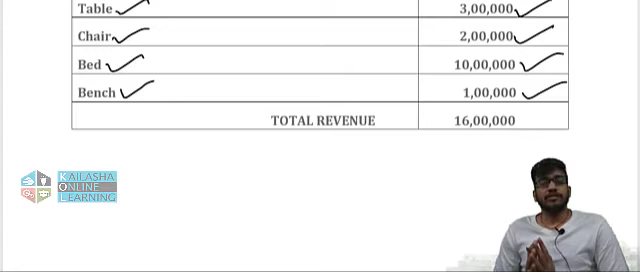 Table 3,00,000
Chair 2,00,000
Bed 10,00,000
Bench 1,00,000
TOTAL REVENUE 16,00,000
KAILASHA
ONLINE
LEARNING